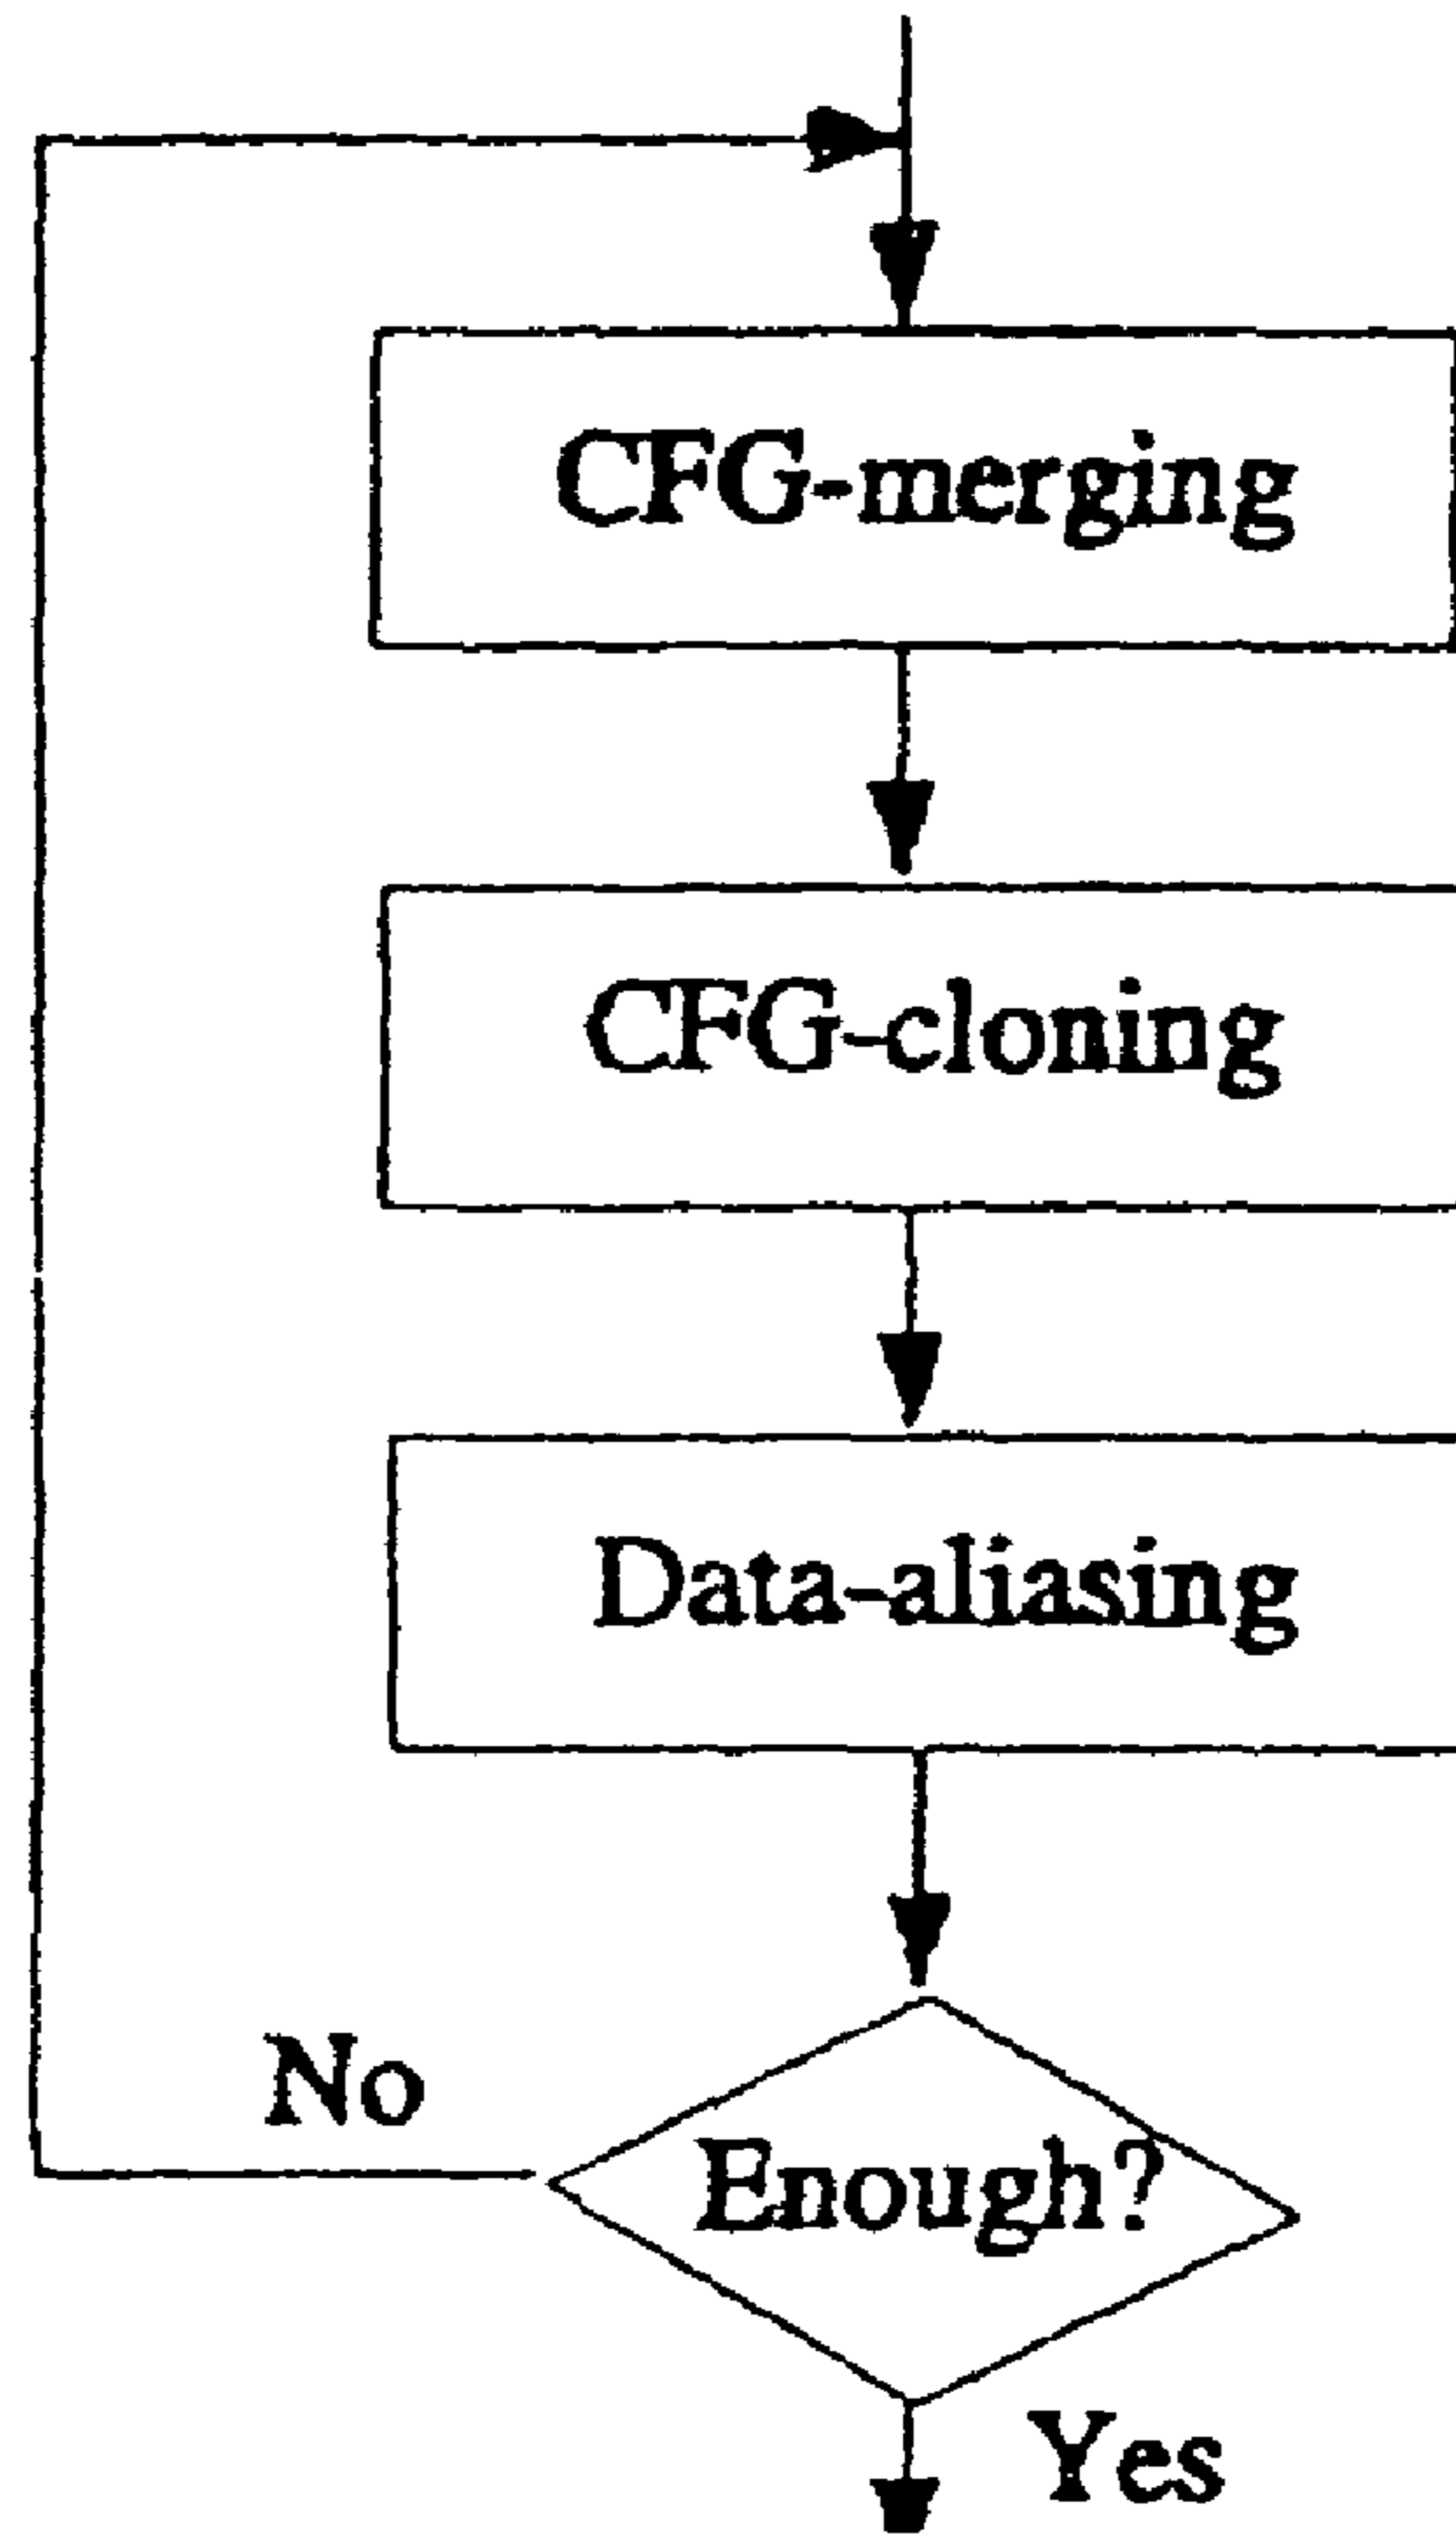 CFG-merging
CFG-cloning
Data-aliasing
No
Enough?
Yes